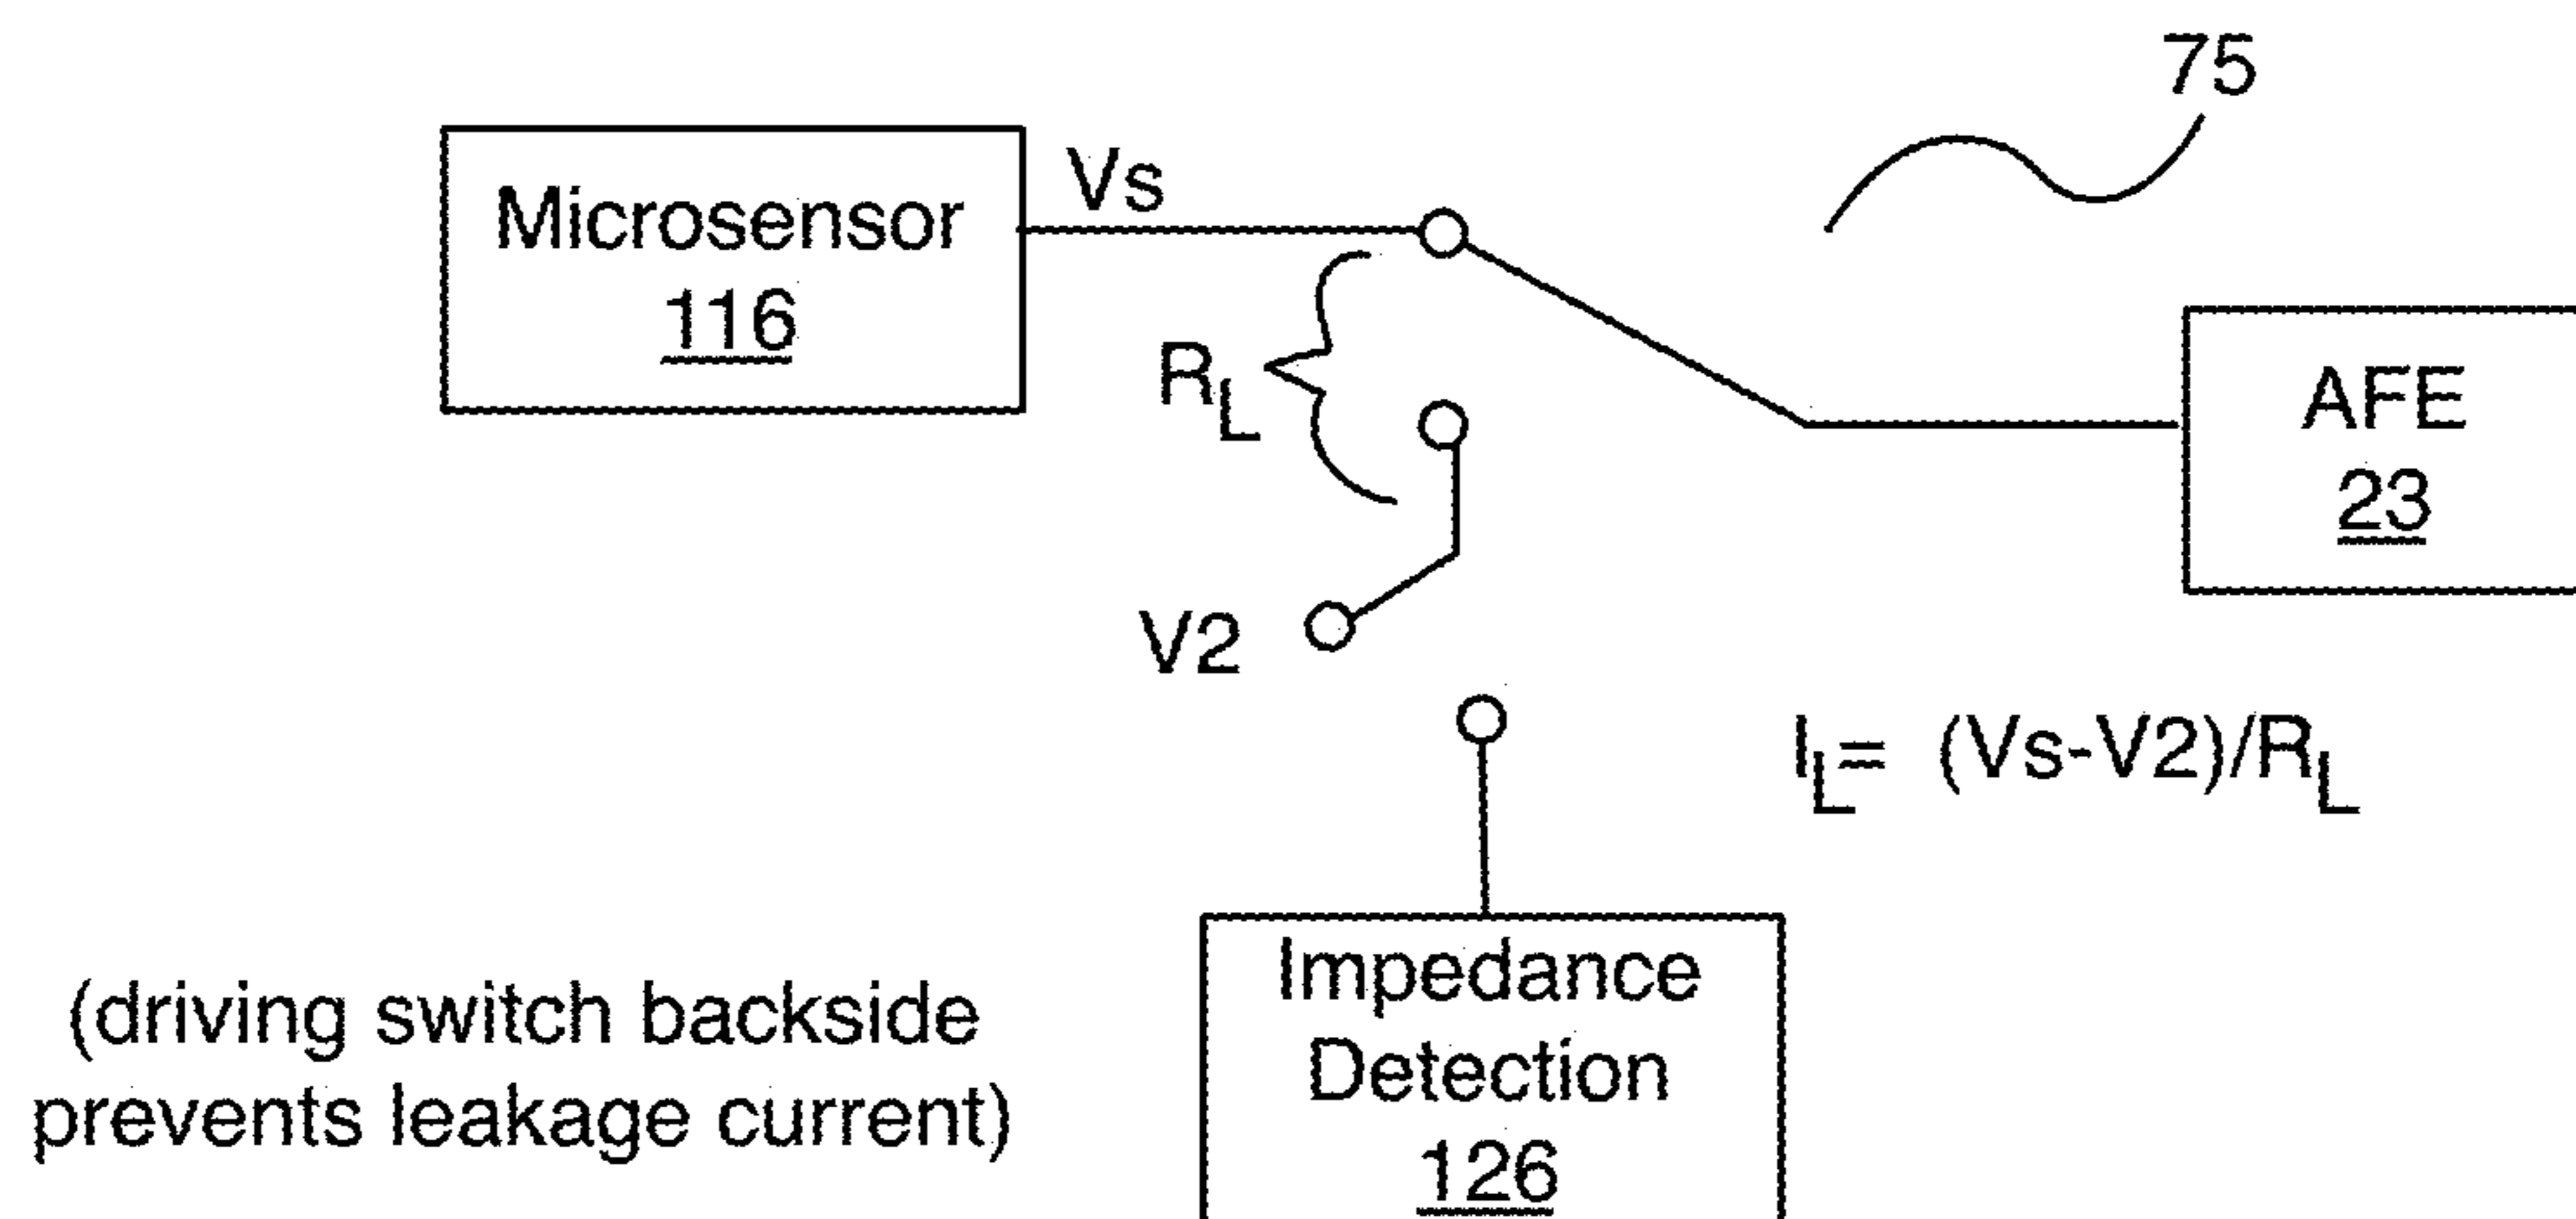 75
Microsensor
116
Vs
AFE
23
RL
V2
IL= (Vs-V2)/RL
Impedance
Detection
126
(driving switch backside
prevents leakage current)